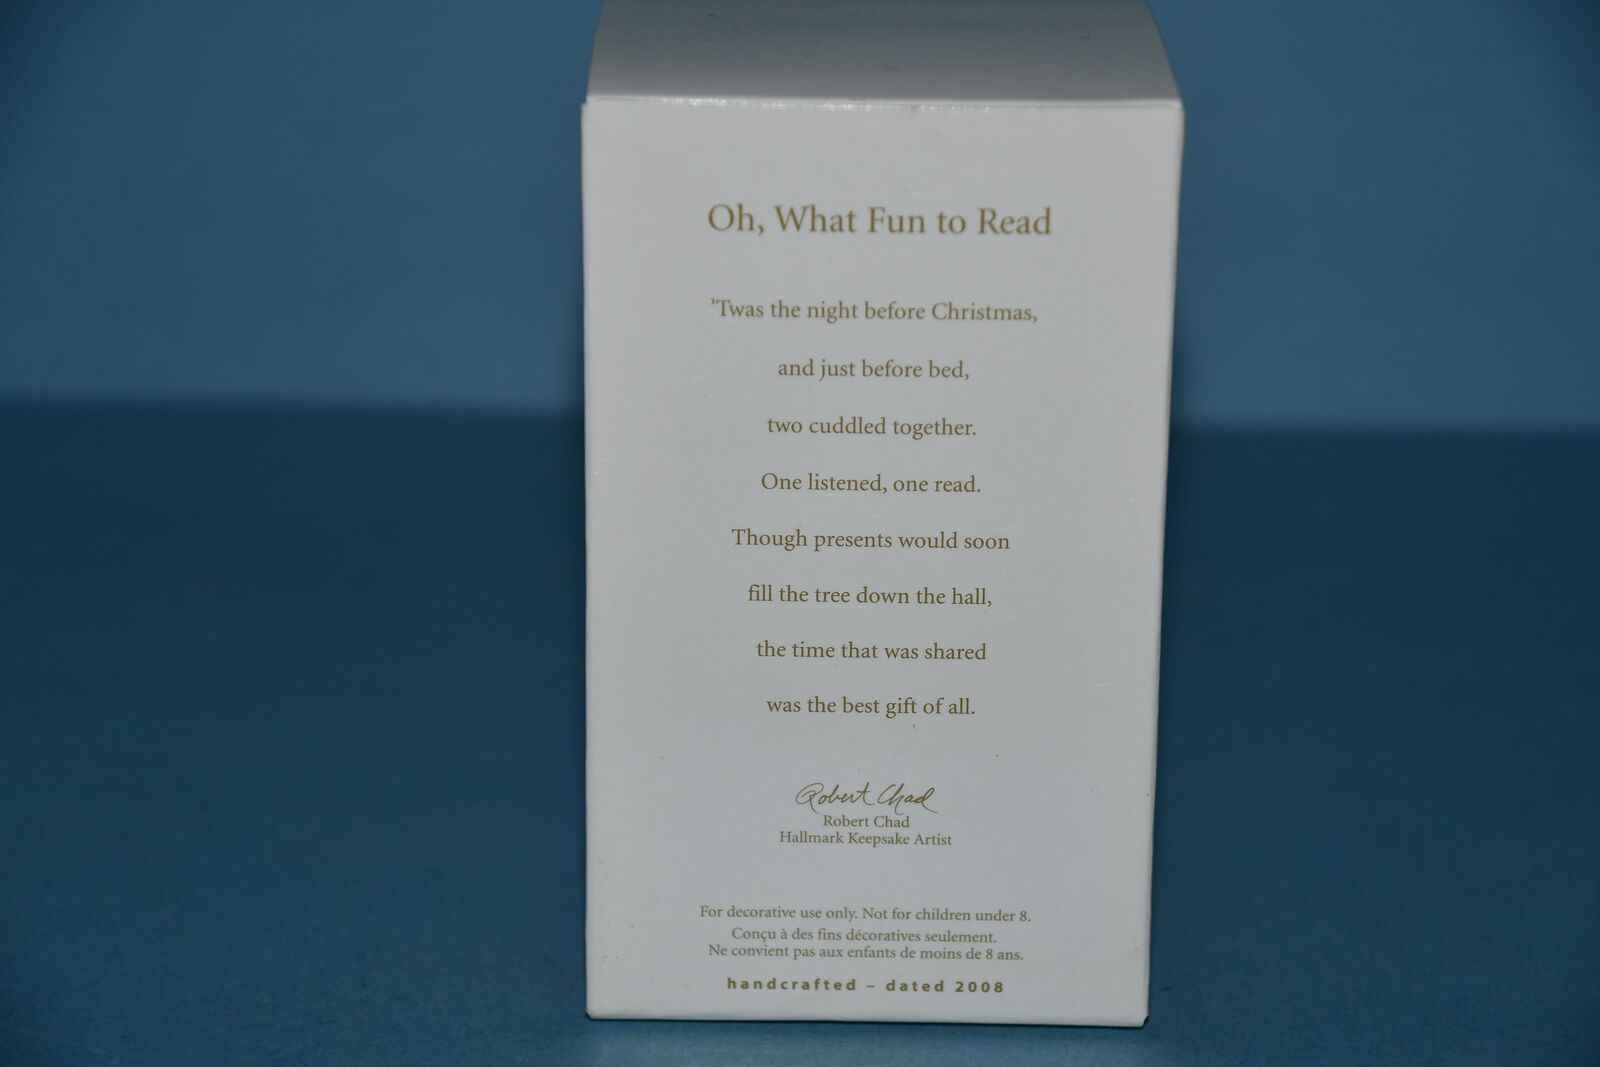 Oh, What Fun to Read
’Twas the night before Christmas,
and just before bed,
two cuddled together.
One listened, one read.
Though presents would soon
fill the tree down the hall,
the time that was shared
was the best gift of all.
Robert Chad
Robert Chad
Hallmark Keepsake Artist
For decorative use only. Not for children under 8.
Conçu à des fins décoratives seulement.
Ne convient pas aux enfants de moins de 8 ans.
handcrafted – dated 2008